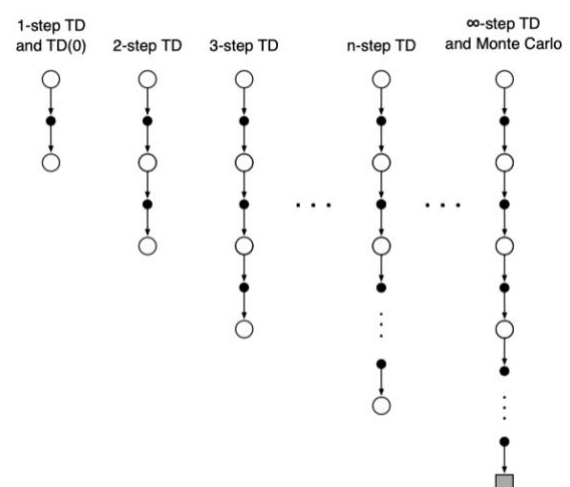 1-step TD
and TD(0)
2-step TD
3-step TD
n-step TD
∞-step TD
and Monte Carlo